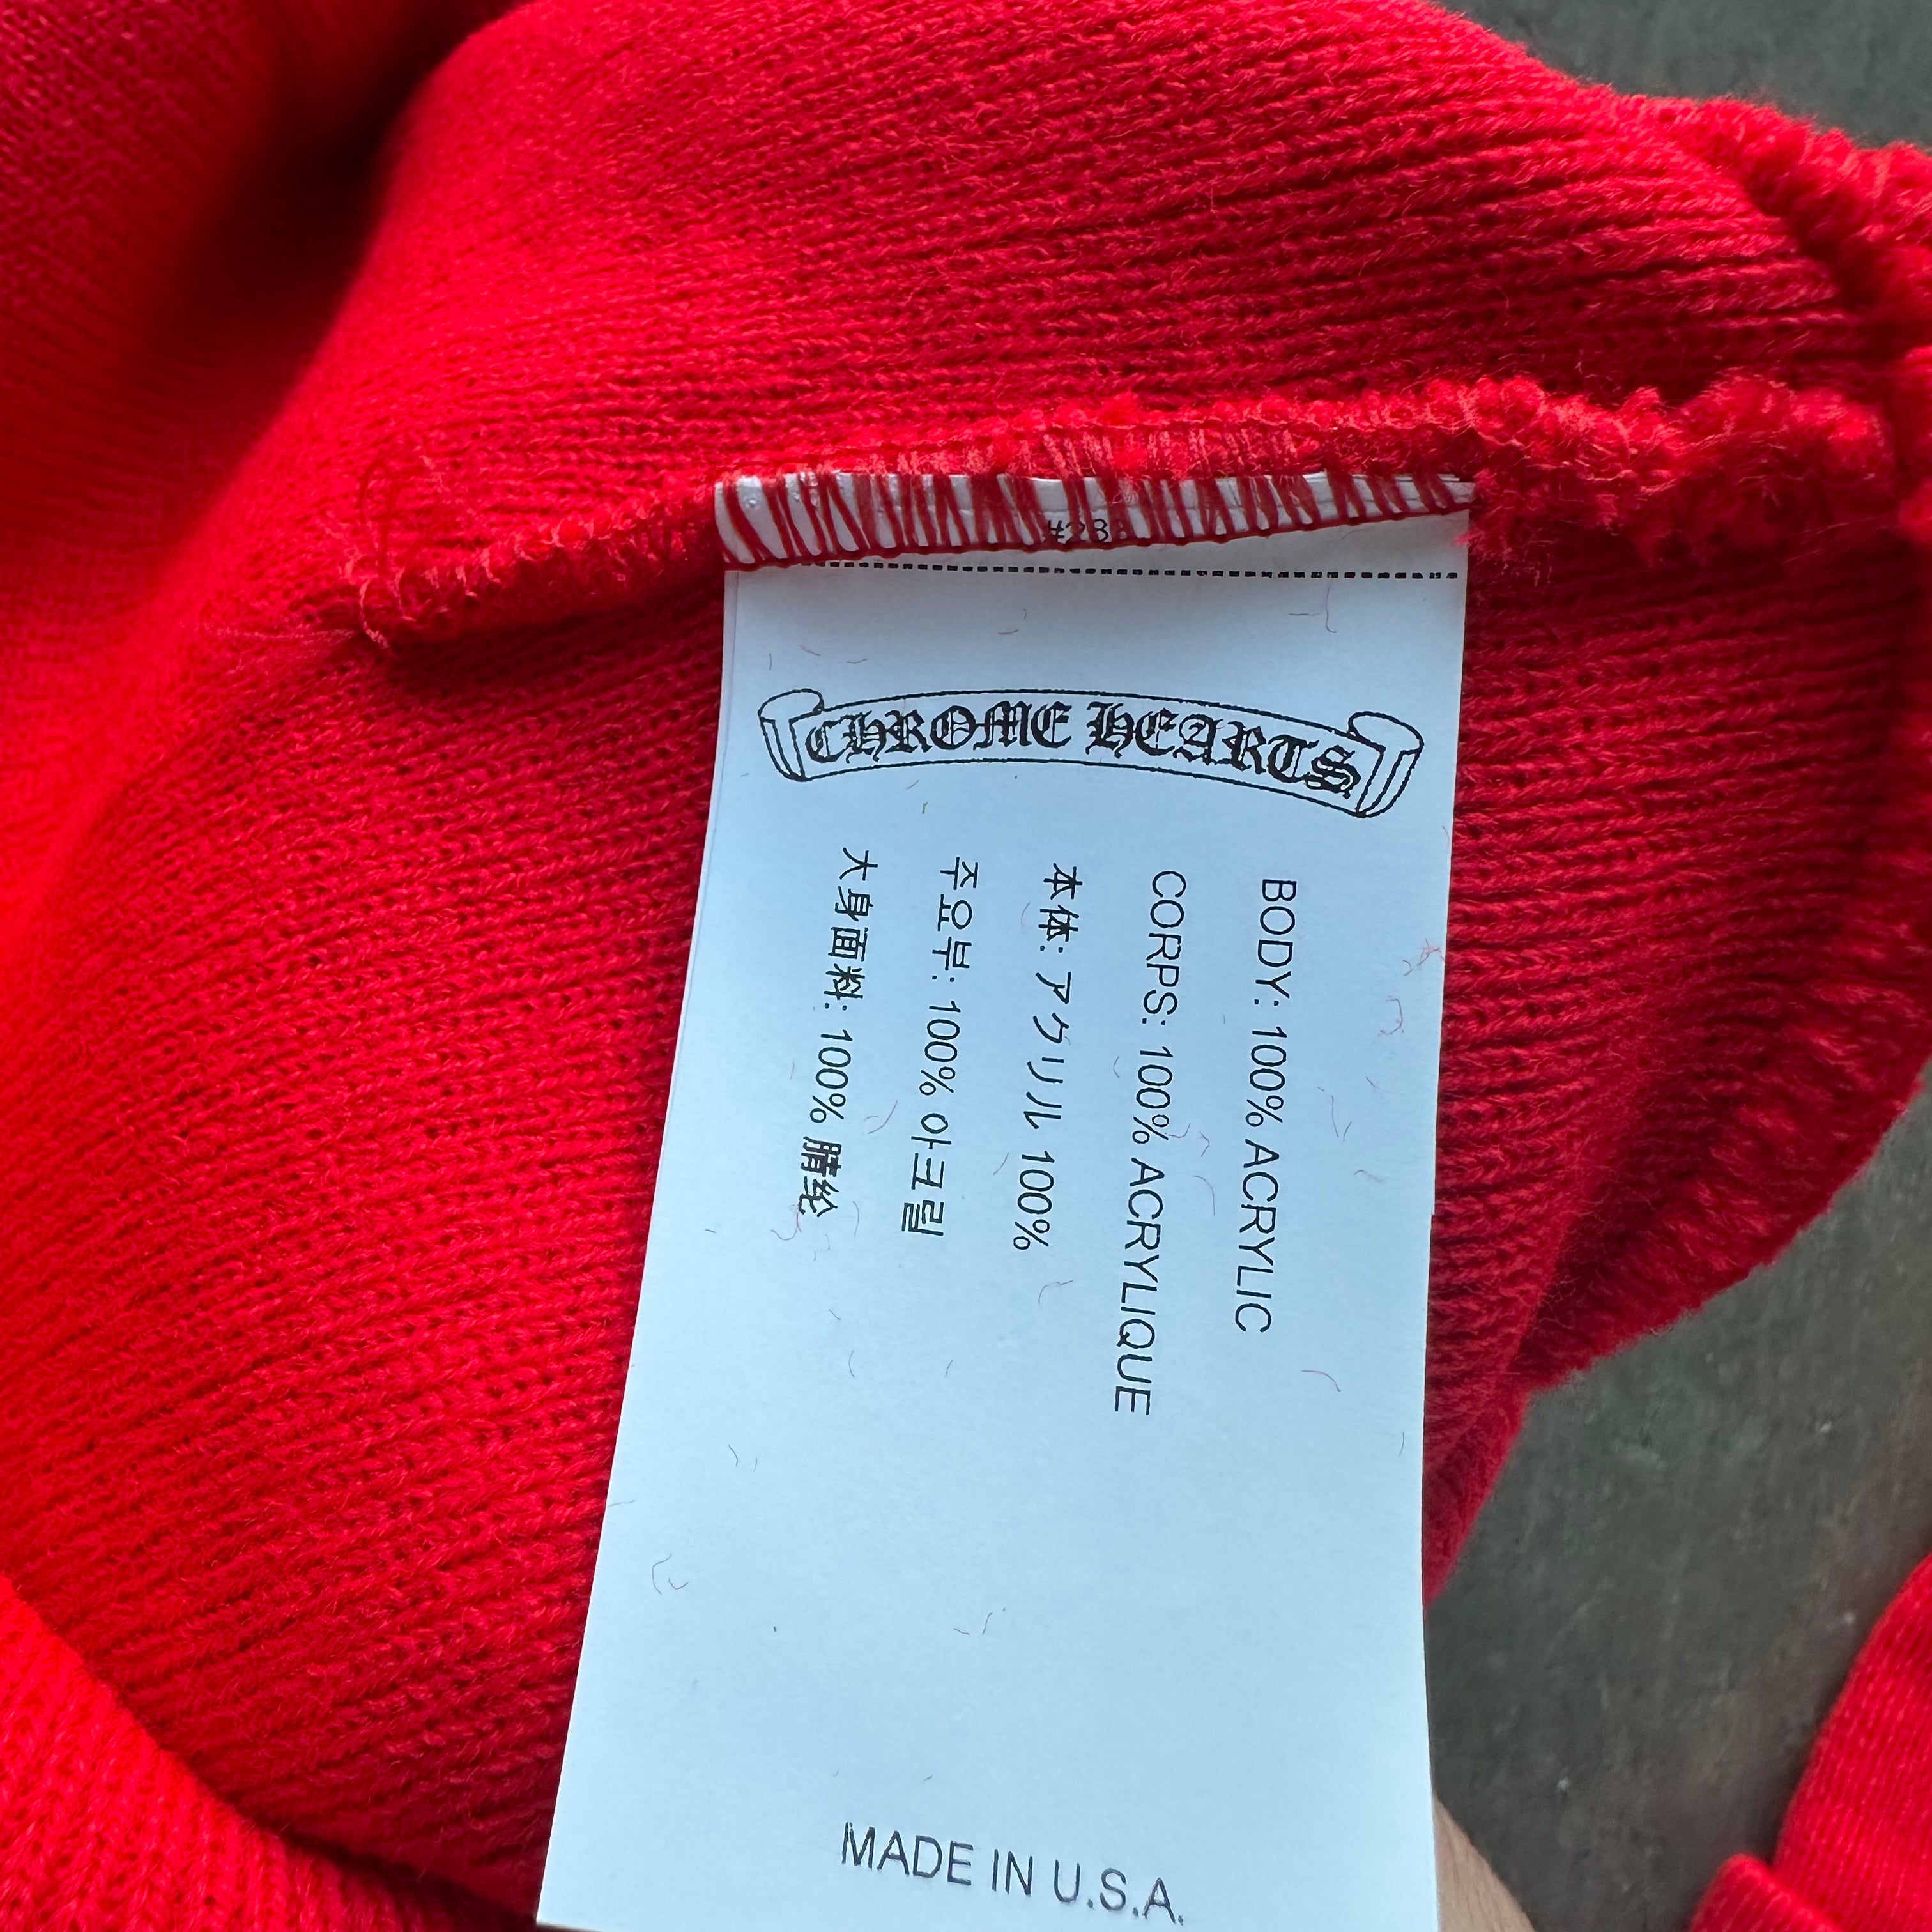 CHROME HEARTS
BODY: 100% ACRYLIC
CORPS: 100% ACRYLIQUE
本体: アクリル 100%
주요부: 100% 아크릴
大身面料: 100% 腈纶
MADE IN U.S.A.